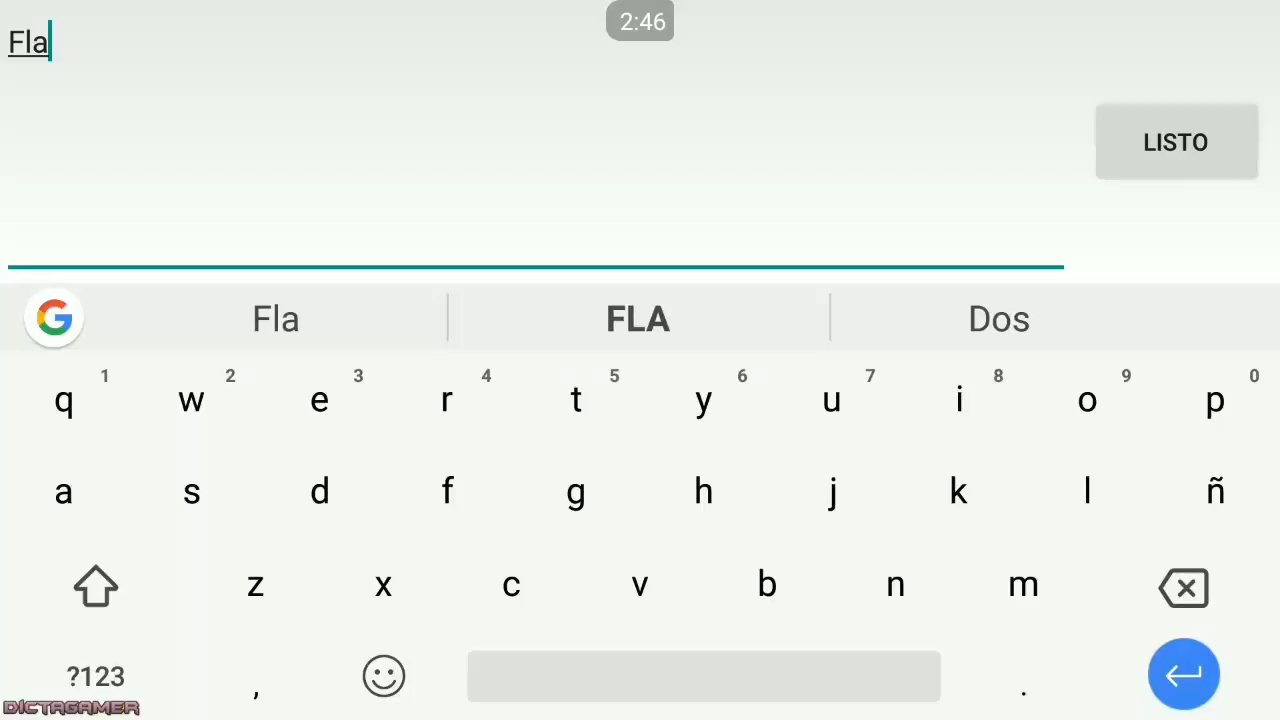 2:46
Fla
LISTO
Fla FLA Dos
1 2 3 4 5 6 7 8 9 0
q w e r t y u i o p
a s d f g h j k l ñ
z x c v b n m
?123 , .
DICTAGAMER